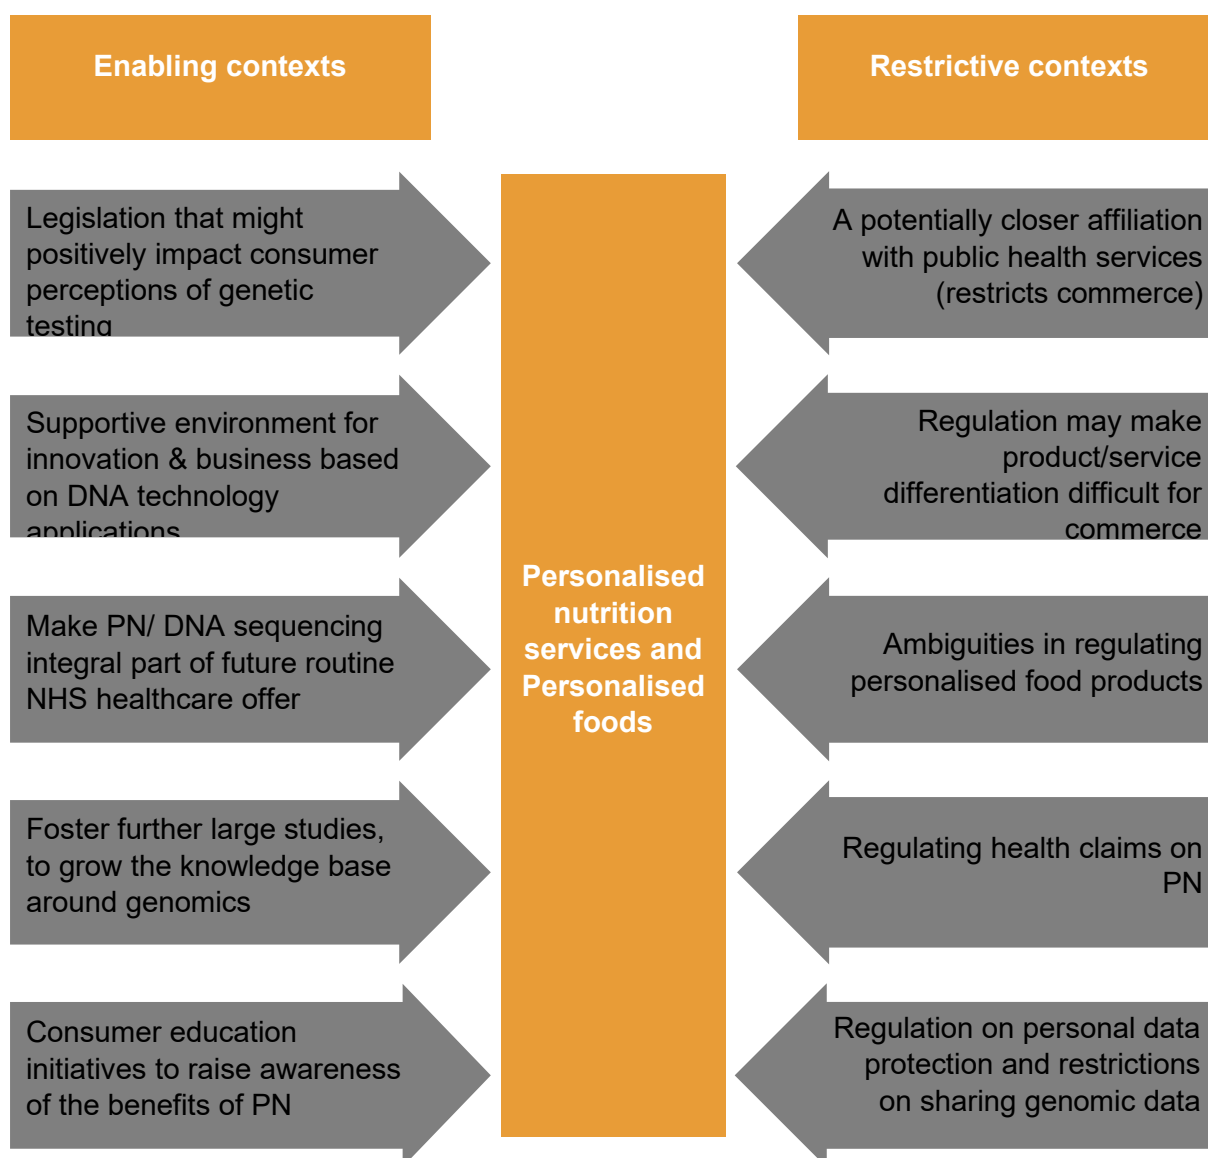 Enabling contexts
Restrictive contexts
Legislation that might
positively impact consumer
perceptions of genetic
testing
Supportive environment for
innovation & business based
on DNA technology
applications
Make PN/ DNA sequencing
integral part of future routine
NHS healthcare offer
Foster further large studies,
to grow the knowledge base
around genomics
Consumer education
initiatives to raise awareness
of the benefits of PN
Personalised
nutrition
services and
Personalised
foods
A potentially closer affiliation
with public health services
(restricts commerce)
Regulation may make
product/service
differentiation difficult for
commerce
Ambiguities in regulating
personalised food products
Regulating health claims on
PN
Regulation on personal data
protection and restrictions
on sharing genomic data